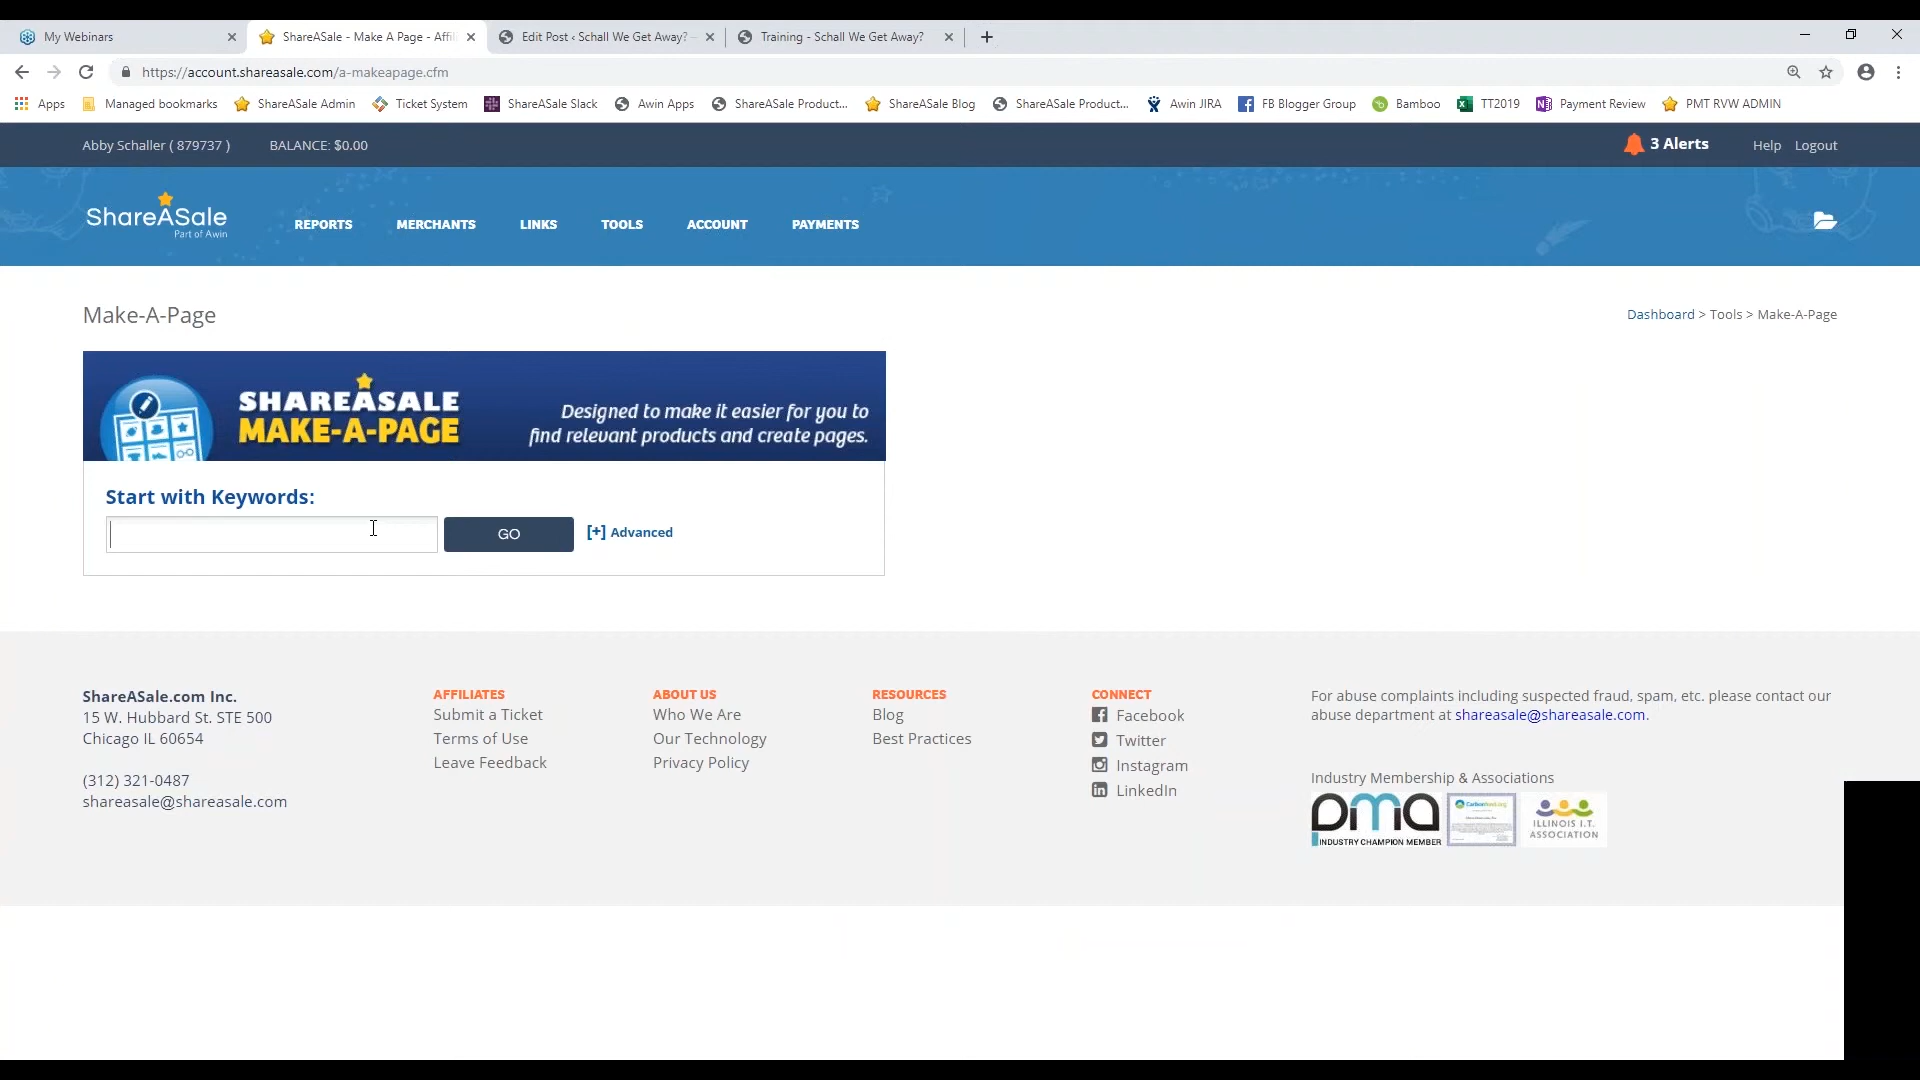 My Webinars
ShareASale - Make A Page - Affi
Edit Post ‹ Schall We Get Away? -
Training - Schall We Get Away?
https://account.shareasale.com/a-makeapage.cfm
Apps
Managed bookmarks
ShareASale Admin
Ticket System
ShareASale Slack
Awin Apps
ShareASale Product...
ShareASale Blog
ShareASale Product...
Awin JIRA
FB Blogger Group
Bamboo
TT2019
Payment Review
PMT RVW ADMIN
Abby Schaller ( 879737 )
BALANCE: $0.00
3 Alerts
Help
Logout
ShareASale
Part of Awin
REPORTS
MERCHANTS
LINKS
TOOLS
ACCOUNT
PAYMENTS
Make-A-Page
Dashboard > Tools > Make-A-Page
SHAREASALE
MAKE-A-PAGE
Designed to make it easier for you to
find relevant products and create pages.
Start with Keywords:
GO
[+] Advanced
ShareASale.com Inc.
15 W. Hubbard St. STE 500
Chicago IL 60654
(312) 321-0487
shareasale@shareasale.com
AFFILIATES
Submit a Ticket
Terms of Use
Leave Feedback
ABOUT US
Who We Are
Our Technology
Privacy Policy
RESOURCES
Blog
Best Practices
CONNECT
Facebook
Twitter
Instagram
LinkedIn
For abuse complaints including suspected fraud, spam, etc. please contact our
abuse department at shareasale@shareasale.com.
Industry Membership & Associations
DMA
INDUSTRY CHAMPION MEMBER
ILLINOIS I.T.
ASSOCIATION